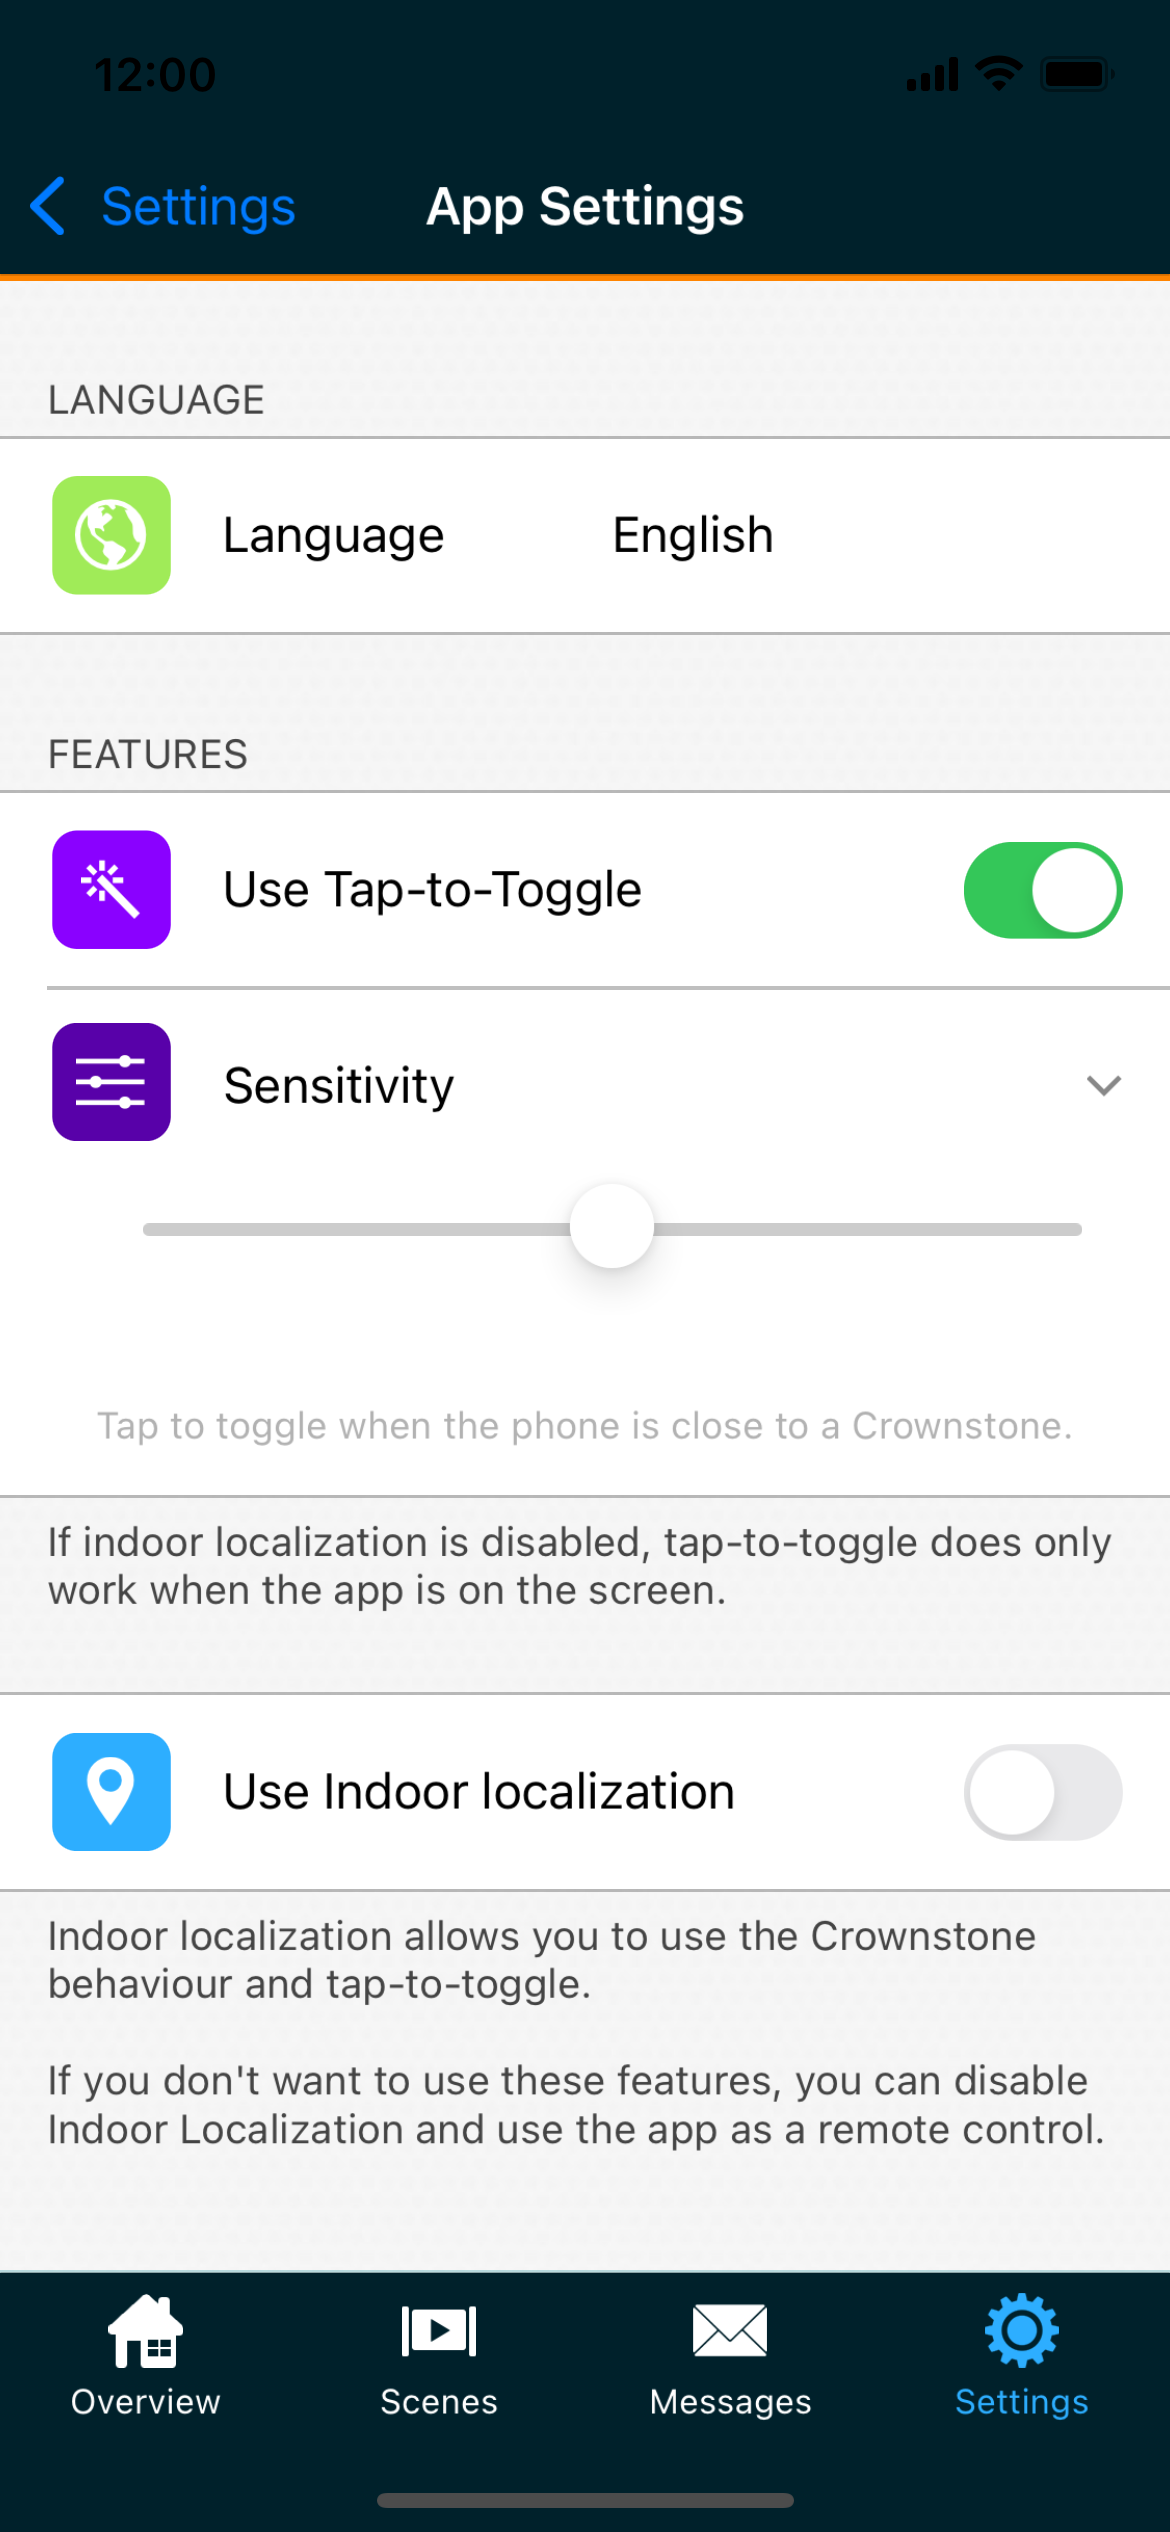 12:00
Settings
App Settings
LANGUAGE
Language
English
FEATURES
Use Tap-to-Toggle
Sensitivity
Tap to toggle when the phone is close to a Crownstone.
If indoor localization is disabled, tap-to-toggle does only
work when the app is on the screen.
Use Indoor localization
Indoor localization allows you to use the Crownstone
behaviour and tap-to-toggle.
If you don't want to use these features, you can disable
Indoor Localization and use the app as a remote control.
Overview
Scenes
Messages
Settings